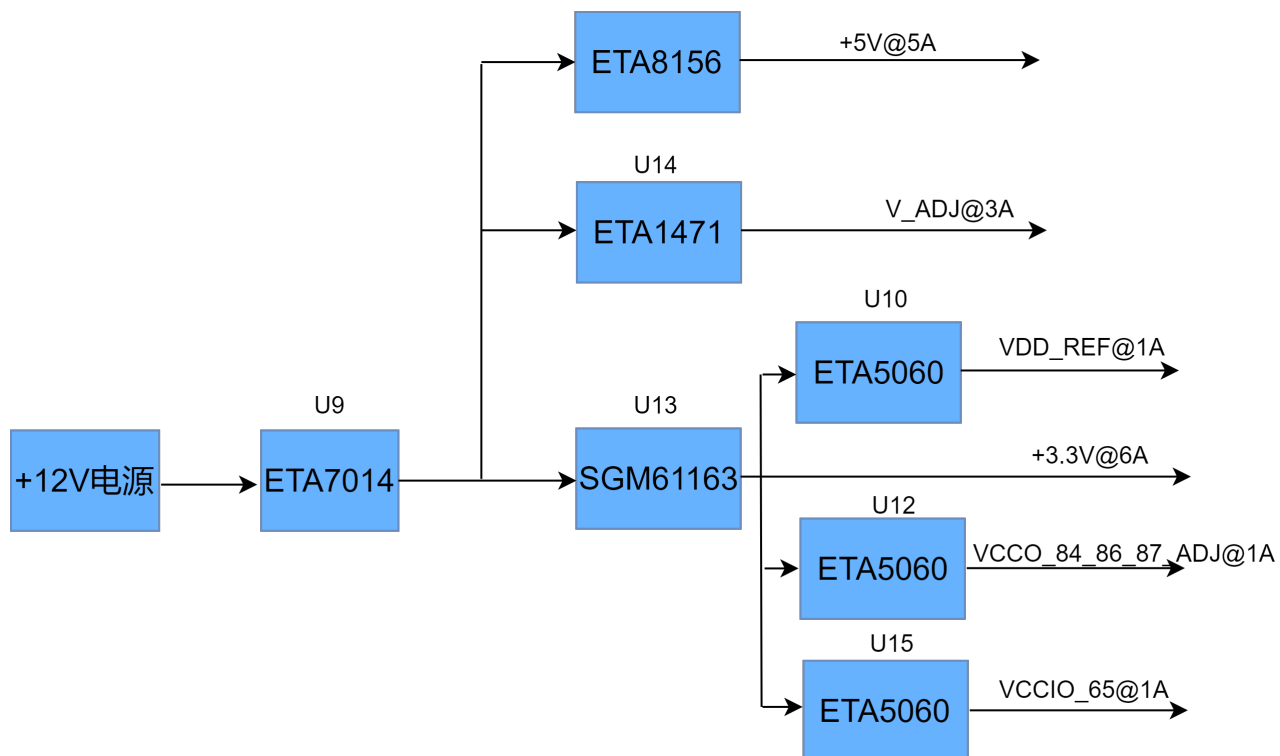 ETA8156
+5V@5A
U14
ETA1471
V_ADJ@3A
U10
ETA5060
VDD_REF@1A
+12V电源
U9
ETA7014
U13
SGM61163
+3.3V@6A
U12
ETA5060
VCCO_84_86_87_ADJ@1A
U15
ETA5060
VCCIO_65@1A